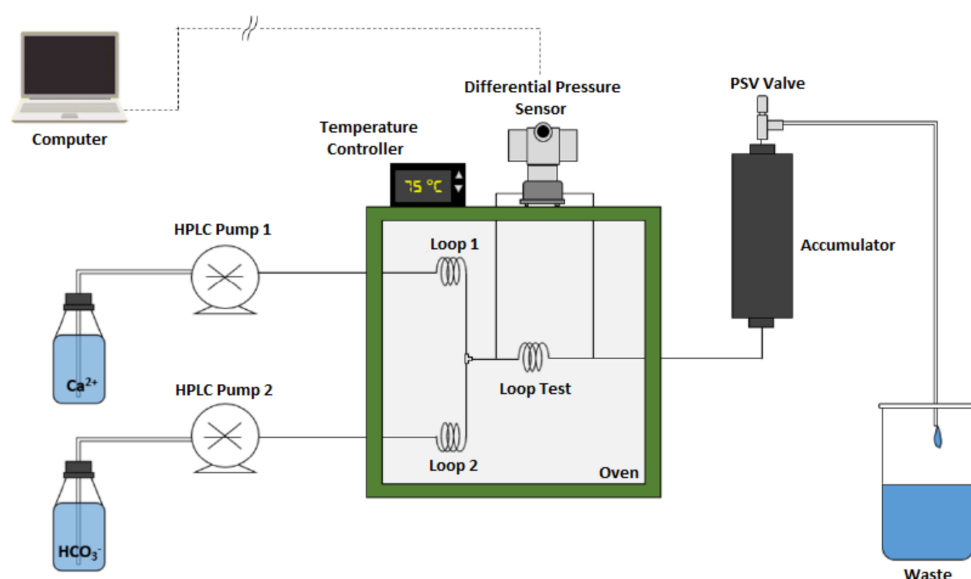 Computer
Differential Pressure
Sensor
PSV Valve
Temperature
Controller
75 °C
HPLC Pump 1
Loop 1
Accumulator
Ca²⁺
HPLC Pump 2
Loop Test
Loop 2
Oven
HCO₃⁻
Waste